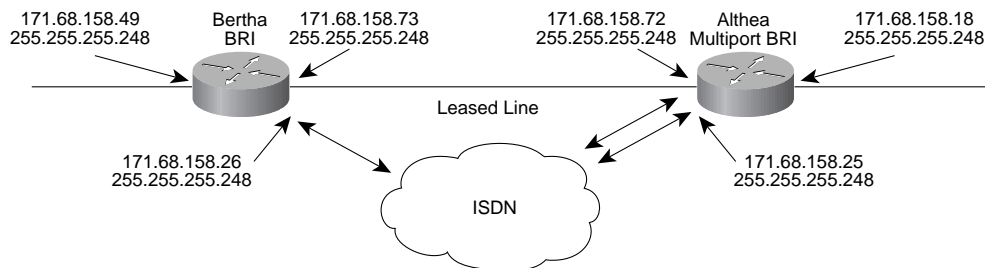 171.68.158.49
255.255.255.248
Bertha
BRI
171.68.158.73
255.255.255.248
171.68.158.72
255.255.255.248
Althea
Multiport BRI
171.68.158.18
255.255.255.248
Leased Line
171.68.158.26
255.255.255.248
171.68.158.25
255.255.255.248
ISDN